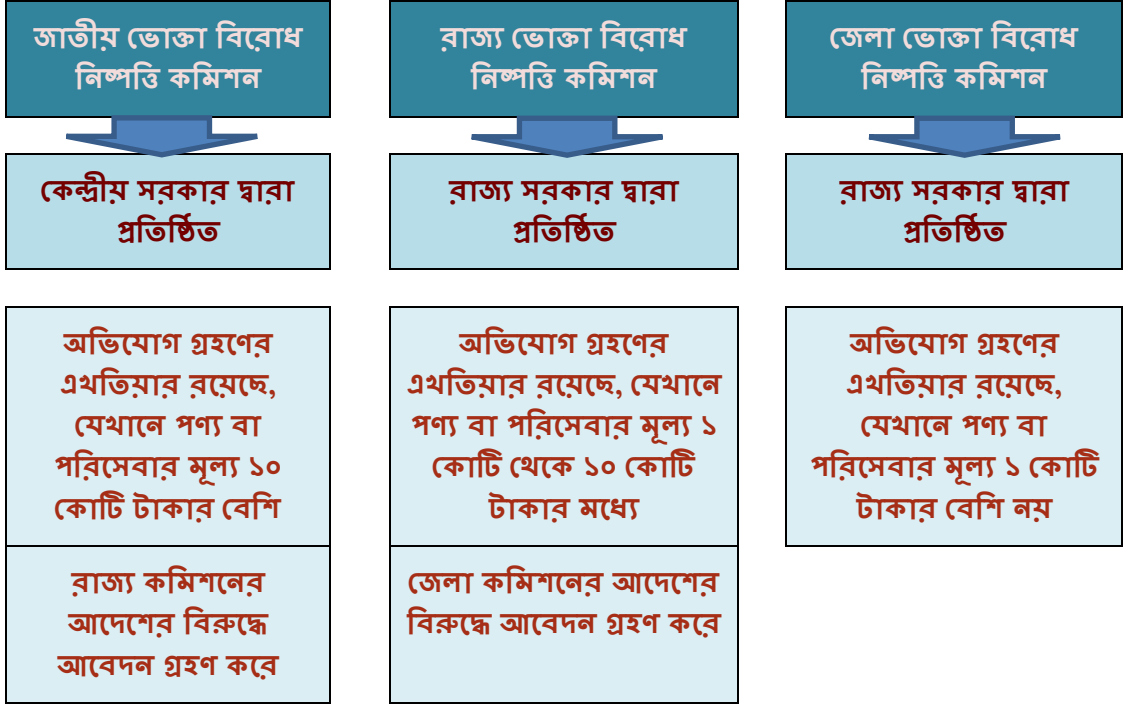 জাতীয় ভোক্তা বিরোধ
নিষ্পত্তি কমিশন
কেন্দ্রীয় সরকার দ্বারা
প্রতিষ্ঠিত
অভিযোগ গ্রহণের
এখতিয়ার রয়েছে,
যেখানে পণ্য বা
পরিসেবার মূল্য ১০
কোটি টাকার বেশি
রাজ্য কমিশনের
আদেশের বিরুদ্ধে
আবেদন গ্রহণ করে
রাজ্য ভোক্তা বিরোধ
নিষ্পত্তি কমিশন
রাজ্য সরকার দ্বারা
প্রতিষ্ঠিত
অভিযোগ গ্রহণের
এখতিয়ার রয়েছে, যেখানে
পণ্য বা পরিসেবার মূল্য ১
কোটি থেকে ১০ কোটি
টাকার মধ্যে
জেলা কমিশনের আদেশের
বিরুদ্ধে আবেদন গ্রহণ করে
জেলা ভোক্তা বিরোধ
নিষ্পত্তি কমিশন
রাজ্য সরকার দ্বারা
প্রতিষ্ঠিত
অভিযোগ গ্রহণের
এখতিয়ার রয়েছে,
যেখানে পণ্য বা
পরিসেবার মূল্য ১ কোটি
টাকার বেশি নয়